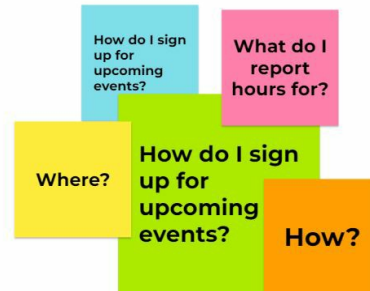 How do I sign
up for
upcoming
events?
What do I
report
hours for?
Where?
How do I sign
up for
upcoming
events?
How?